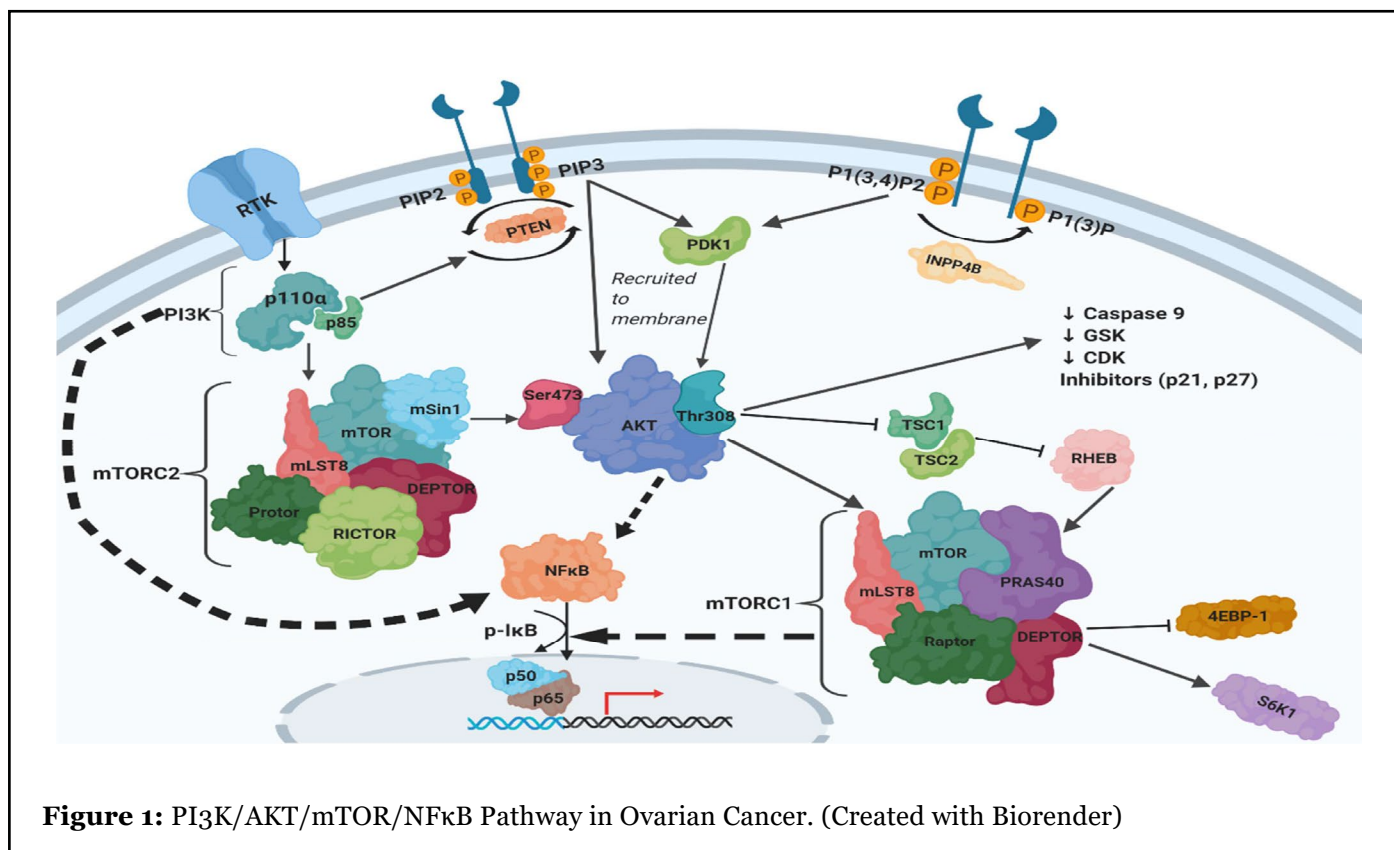 RTK
PIP2
P
P
P
P
P
PIP3
PTEN
PDK1
P1(3,4)P2
P
P
P
P1(3)P
INPP4B
PI3K
p110α
p85
Recruited
to
membrane
↓ Caspase 9
↓ GSK
↓ CDK
Inhibitors (p21, p27)
mTORC2
mTOR
mSin1
mLST8
DEPTOR
Protor
RICTOR
Ser473
AKT
Thr308
TSC1
TSC2
RHEB
NFκB
p-IκB
p50
p65
mTORC1
mTOR
PRAS40
mLST8
Raptor
DEPTOR
4EBP-1
S6K1
Figure 1: PI3K/AKT/mTOR/NFκB Pathway in Ovarian Cancer. (Created with Biorender)